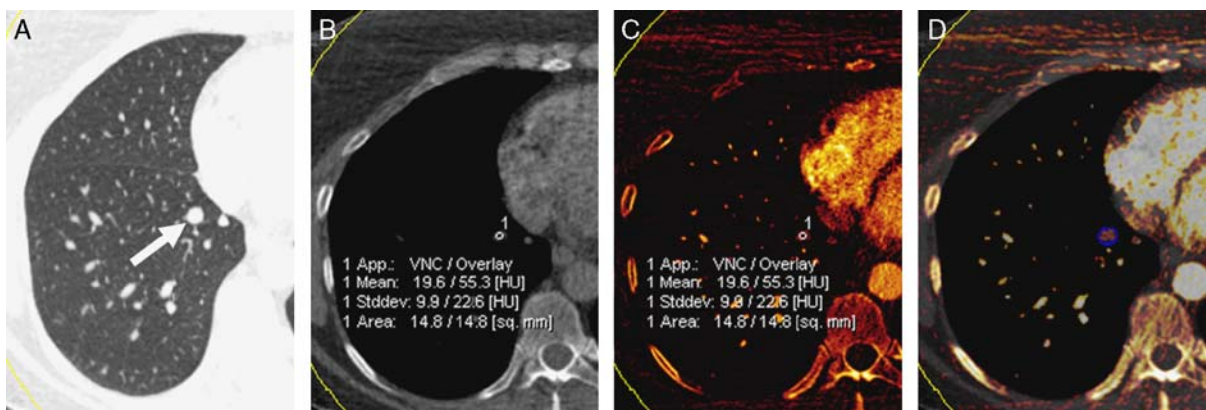 A
B
C
D
1
1 App.: VNC / Overlay
1 Mean: 19.6 / 55.3 [HU]
1 Stddev: 9.9 / 22.6 [HU]
1 Area: 14.8 / 14.8 [sq. mm]
1
1 App.: VNC / Overlay
1 Mean: 19.6 / 55.3 [HU]
1 Stddev: 9.9 / 22.6 [HU]
1 Area: 14.8 / 14.8 [sq. mm]